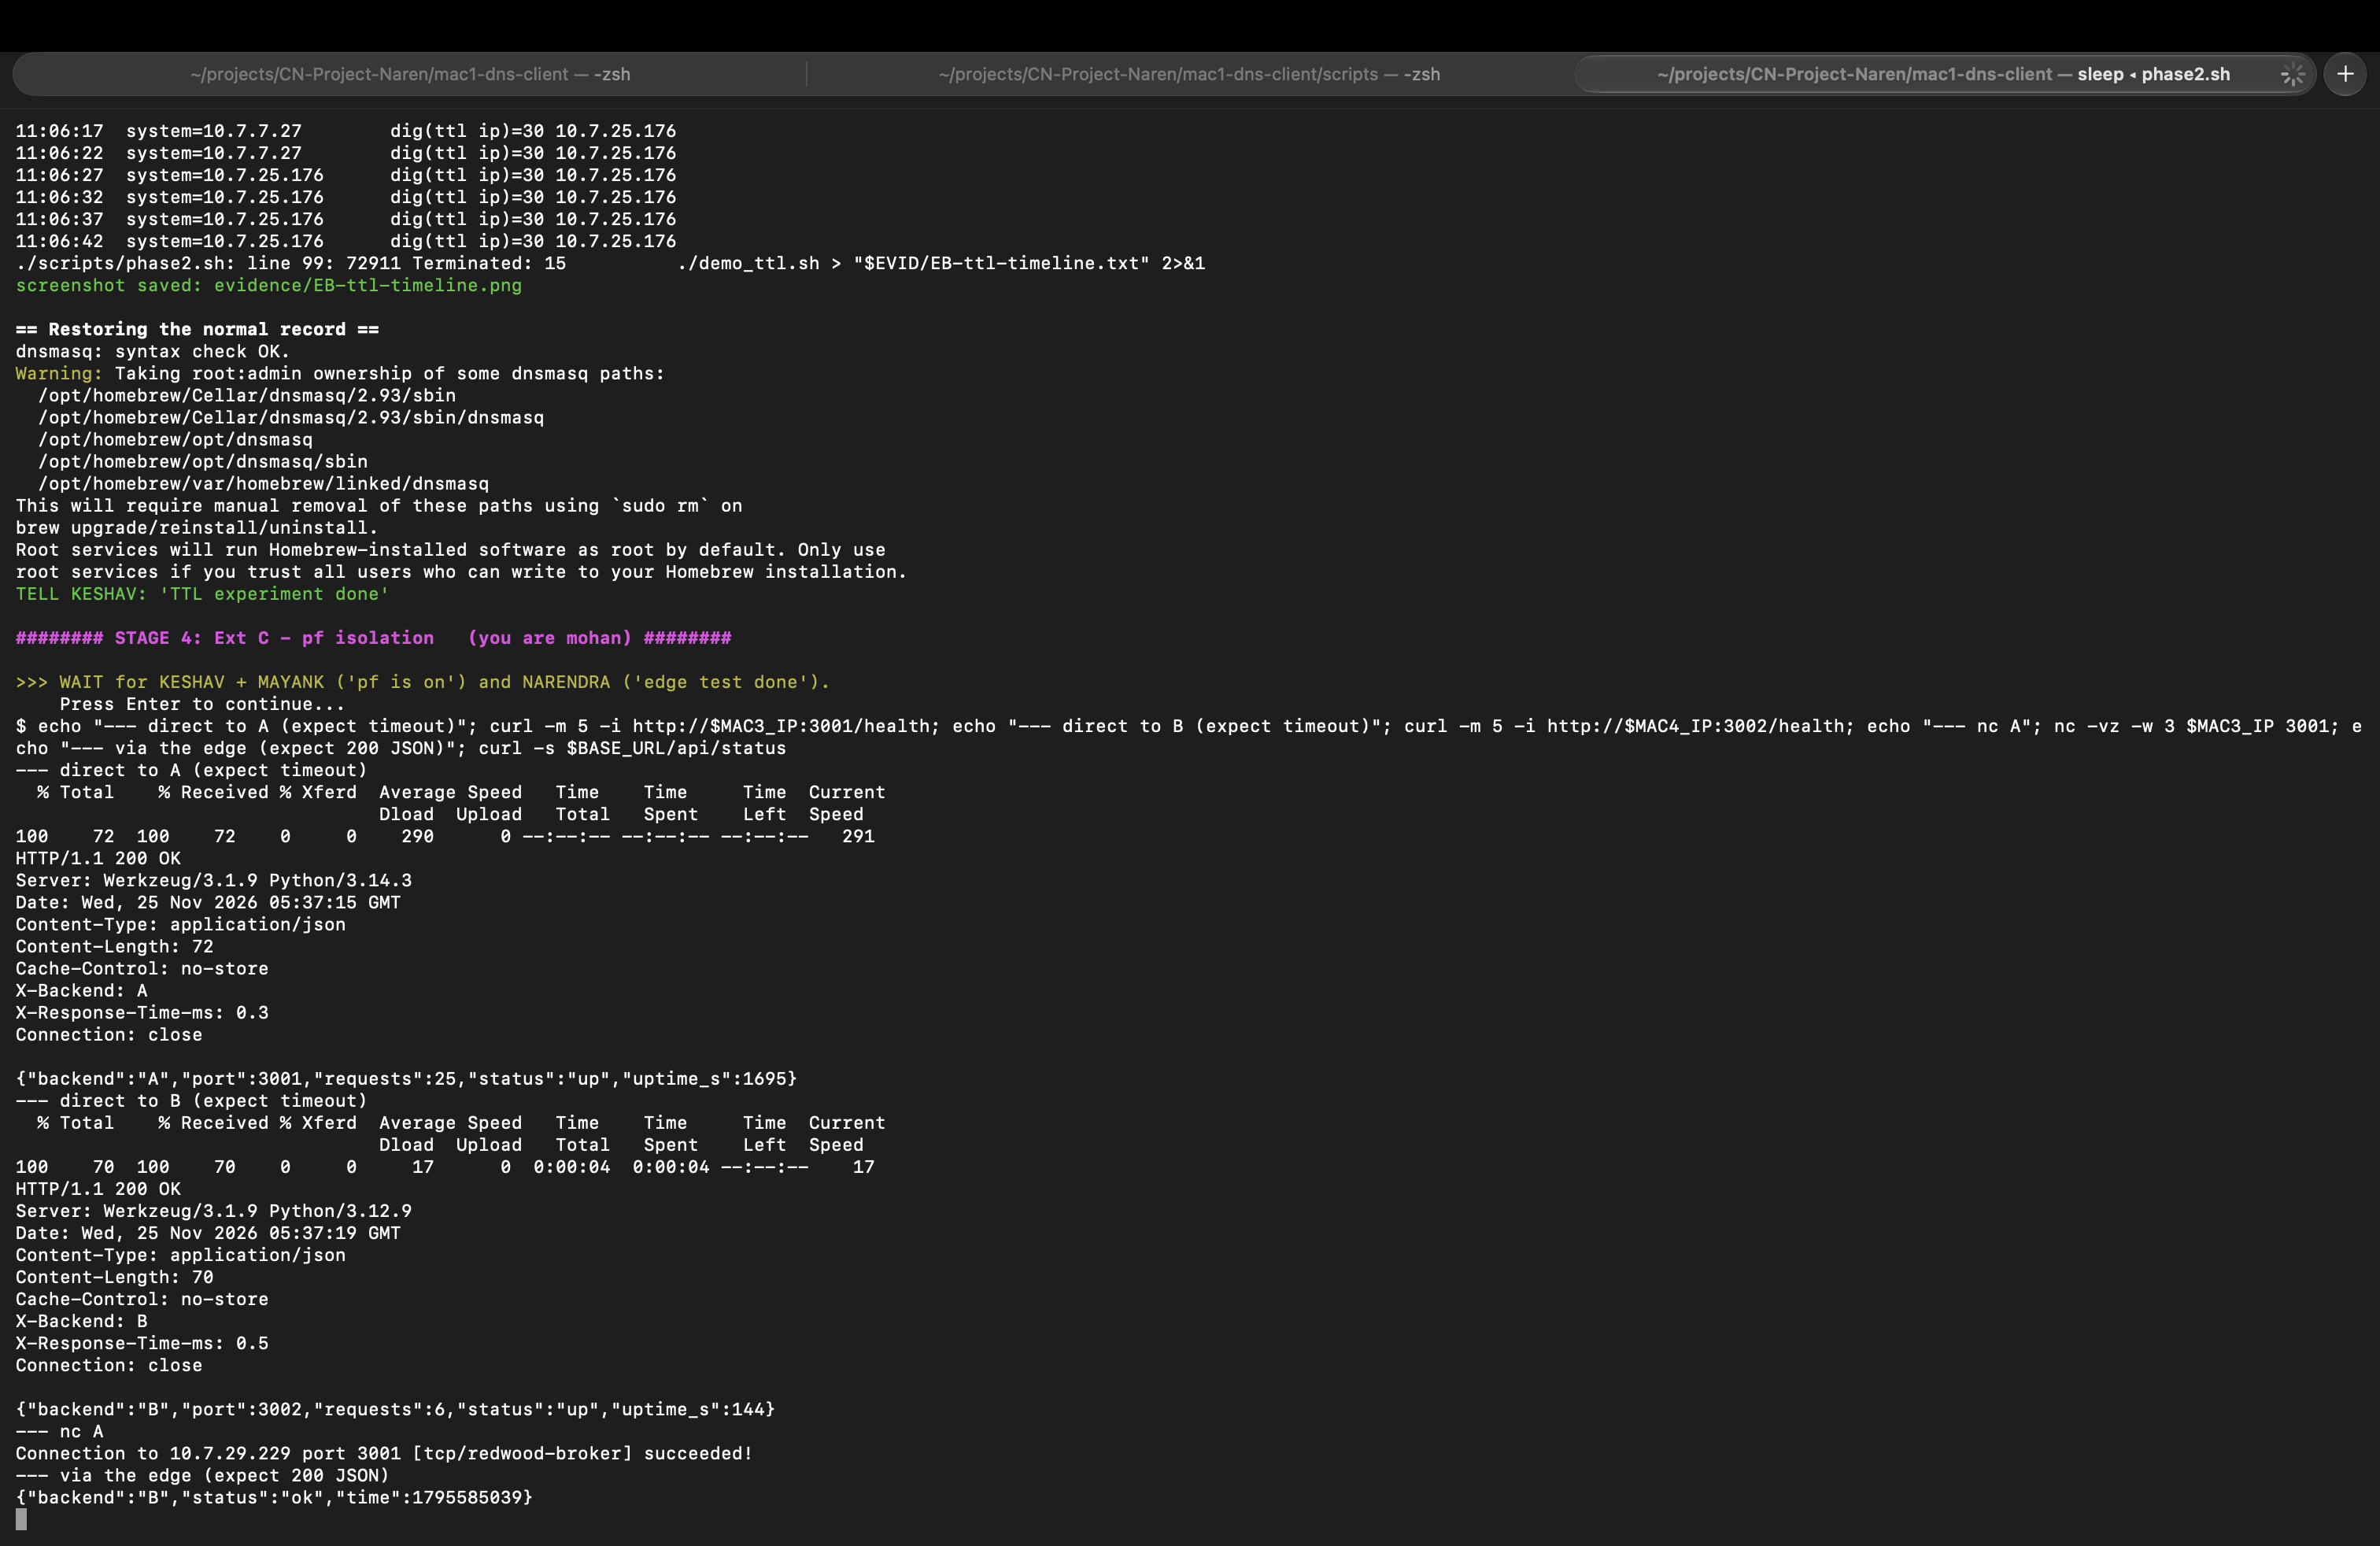 ~/projects/CN-Project-Naren/mac1-dns-client — -zsh
~/projects/CN-Project-Naren/mac1-dns-client/scripts — -zsh
~/projects/CN-Project-Naren/mac1-dns-client — sleep ◂ phase2.sh
+
11:06:17  system=10.7.7.27        dig(ttl ip)=30 10.7.25.176
11:06:22  system=10.7.7.27        dig(ttl ip)=30 10.7.25.176
11:06:27  system=10.7.25.176      dig(ttl ip)=30 10.7.25.176
11:06:32  system=10.7.25.176      dig(ttl ip)=30 10.7.25.176
11:06:37  system=10.7.25.176      dig(ttl ip)=30 10.7.25.176
11:06:42  system=10.7.25.176      dig(ttl ip)=30 10.7.25.176
./scripts/phase2.sh: line 99: 72911 Terminated: 15          ./demo_ttl.sh > "$EVID/EB-ttl-timeline.txt" 2>&1
screenshot saved: evidence/EB-ttl-timeline.png
== Restoring the normal record ==
dnsmasq: syntax check OK.
Warning: Taking root:admin ownership of some dnsmasq paths:
  /opt/homebrew/Cellar/dnsmasq/2.93/sbin
  /opt/homebrew/Cellar/dnsmasq/2.93/sbin/dnsmasq
  /opt/homebrew/opt/dnsmasq
  /opt/homebrew/opt/dnsmasq/sbin
  /opt/homebrew/var/homebrew/linked/dnsmasq
This will require manual removal of these paths using `sudo rm` on
brew upgrade/reinstall/uninstall.
Root services will run Homebrew-installed software as root by default. Only use
root services if you trust all users who can write to your Homebrew installation.
TELL KESHAV: 'TTL experiment done'
######## STAGE 4: Ext C - pf isolation   (you are mohan) ########
>>> WAIT for KESHAV + MAYANK ('pf is on') and NARENDRA ('edge test done').
    Press Enter to continue...
$ echo "--- direct to A (expect timeout)"; curl -m 5 -i http://$MAC3_IP:3001/health; echo "--- direct to B (expect timeout)"; curl -m 5 -i http://$MAC4_IP:3002/health; echo "--- nc A"; nc -vz -w 3 $MAC3_IP 3001; e
cho "--- via the edge (expect 200 JSON)"; curl -s $BASE_URL/api/status
--- direct to A (expect timeout)
  % Total    % Received % Xferd  Average Speed   Time    Time     Time  Current
                                 Dload  Upload   Total   Spent    Left  Speed
100    72  100    72    0     0    290      0 --:--:-- --:--:-- --:--:--   291
HTTP/1.1 200 OK
Server: Werkzeug/3.1.9 Python/3.14.3
Date: Wed, 25 Nov 2026 05:37:15 GMT
Content-Type: application/json
Content-Length: 72
Cache-Control: no-store
X-Backend: A
X-Response-Time-ms: 0.3
Connection: close
{"backend":"A","port":3001,"requests":25,"status":"up","uptime_s":1695}
--- direct to B (expect timeout)
  % Total    % Received % Xferd  Average Speed   Time    Time     Time  Current
                                 Dload  Upload   Total   Spent    Left  Speed
100    70  100    70    0     0     17      0  0:00:04  0:00:04 --:--:--    17
HTTP/1.1 200 OK
Server: Werkzeug/3.1.9 Python/3.12.9
Date: Wed, 25 Nov 2026 05:37:19 GMT
Content-Type: application/json
Content-Length: 70
Cache-Control: no-store
X-Backend: B
X-Response-Time-ms: 0.5
Connection: close
{"backend":"B","port":3002,"requests":6,"status":"up","uptime_s":144}
--- nc A
Connection to 10.7.29.229 port 3001 [tcp/redwood-broker] succeeded!
--- via the edge (expect 200 JSON)
{"backend":"B","status":"ok","time":1795585039}